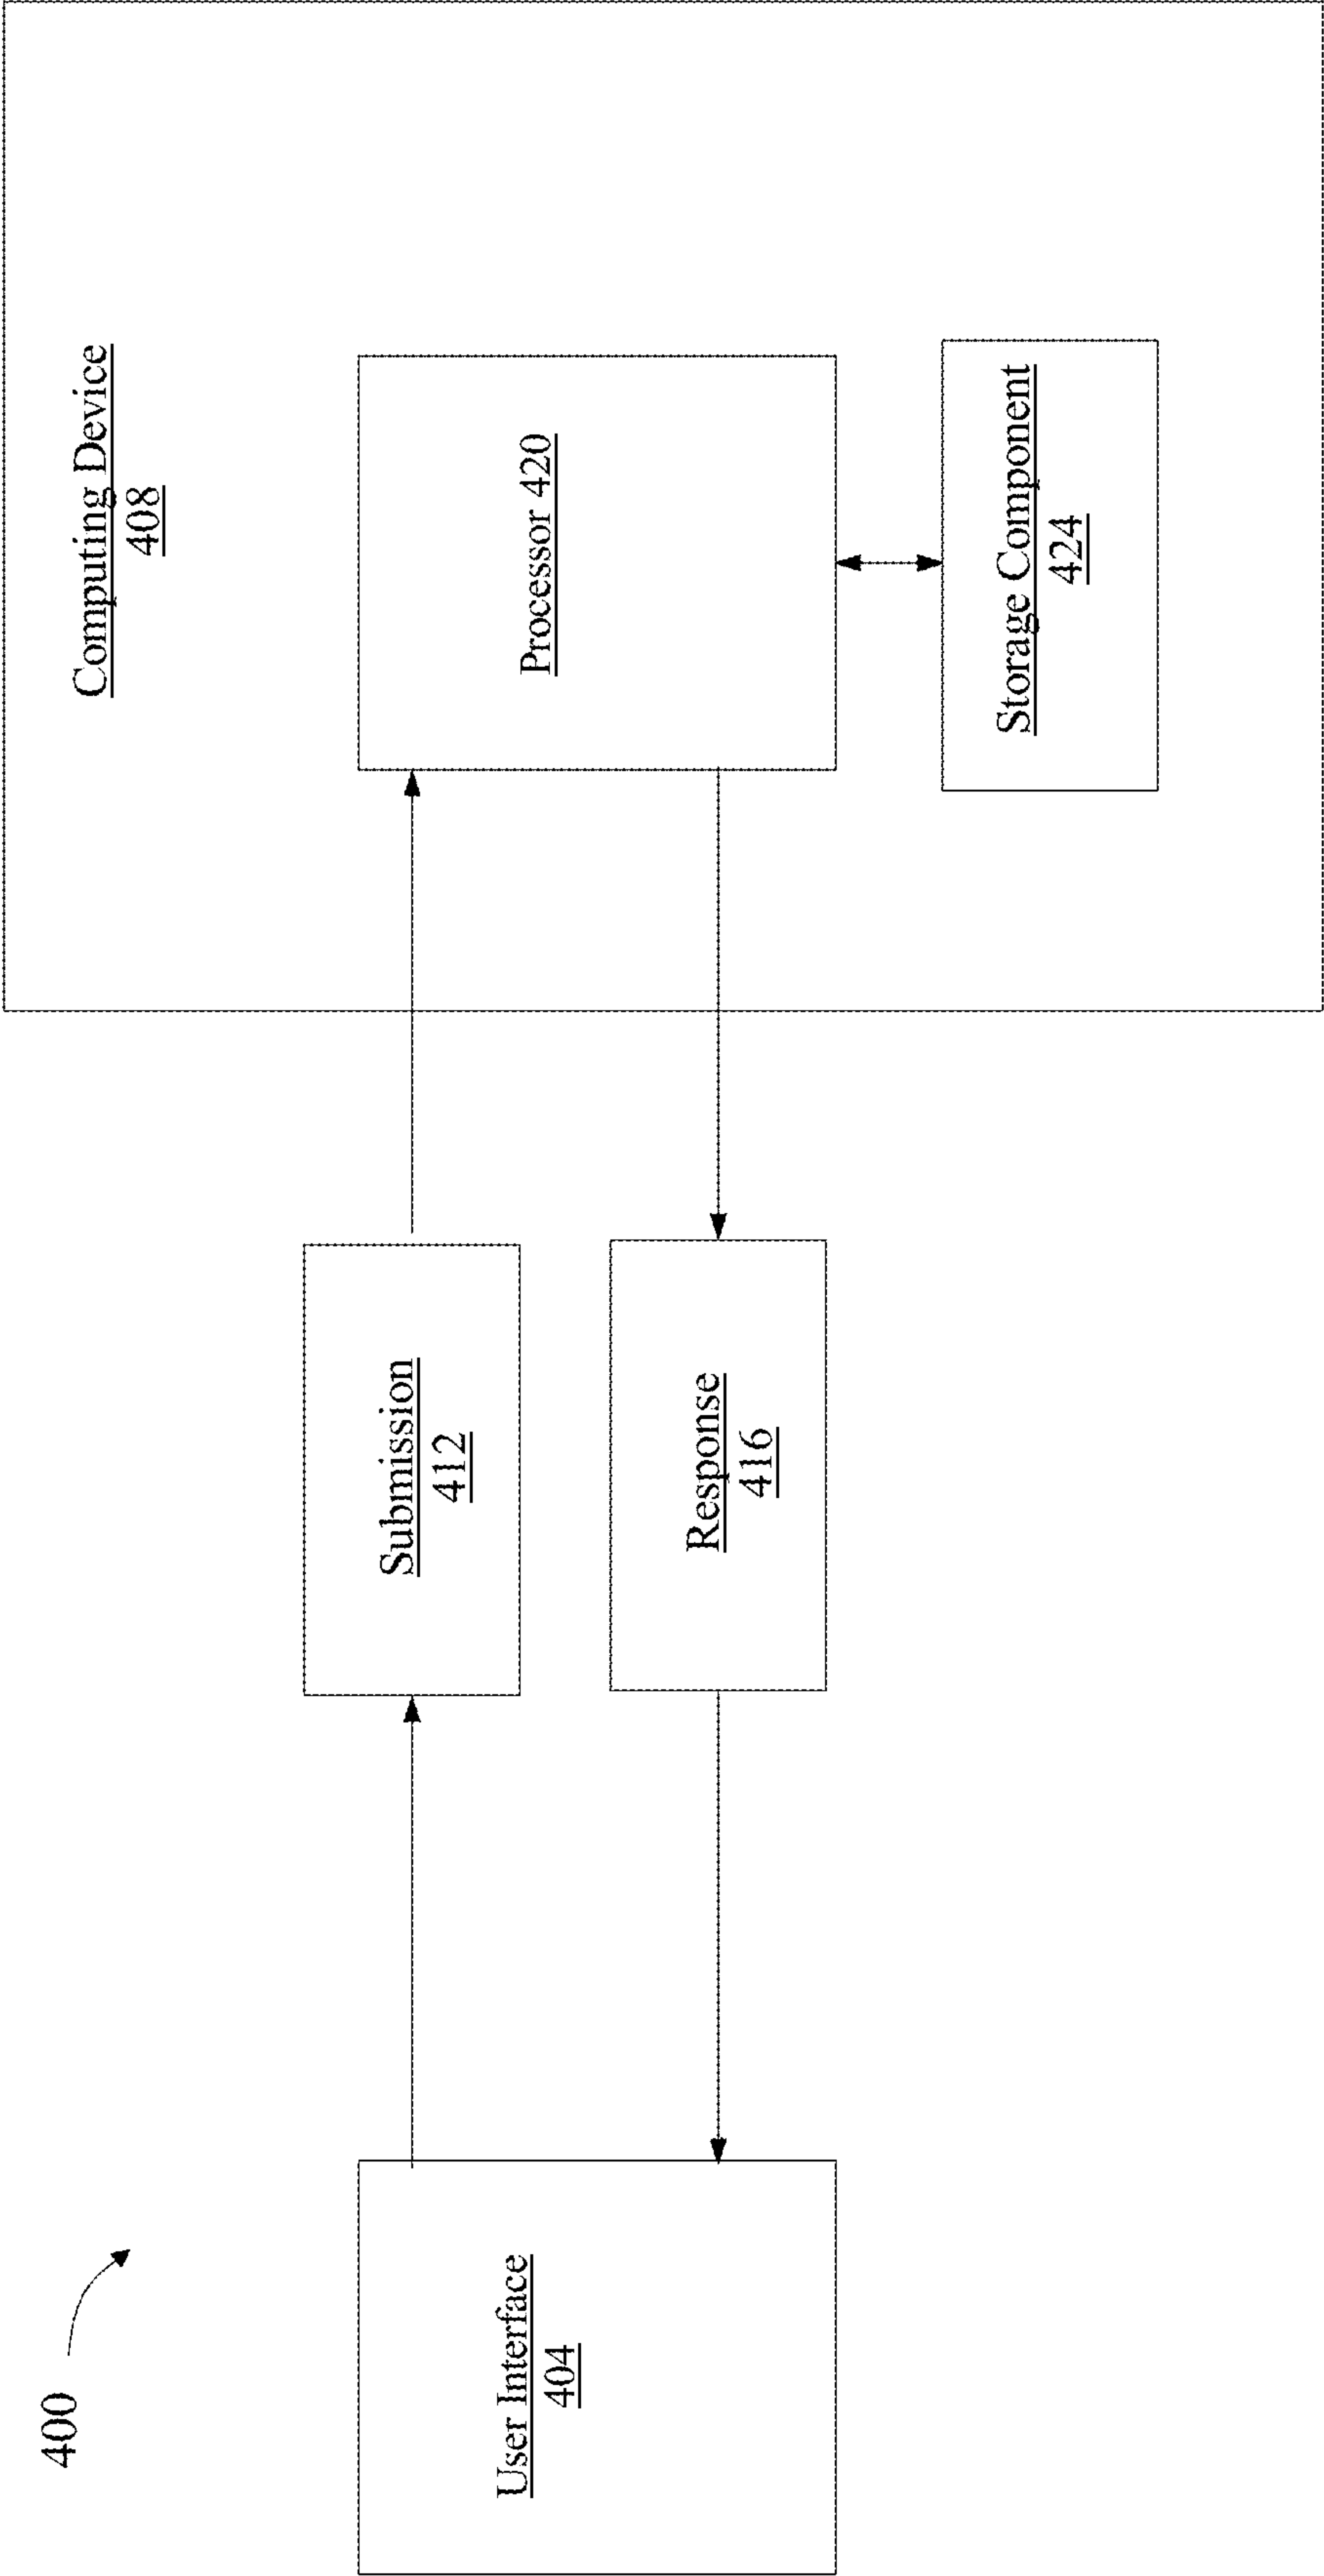 400
User Interface
404
Submission
412
Response
416
Computing Device
408
Processor 420
Storage Component
424